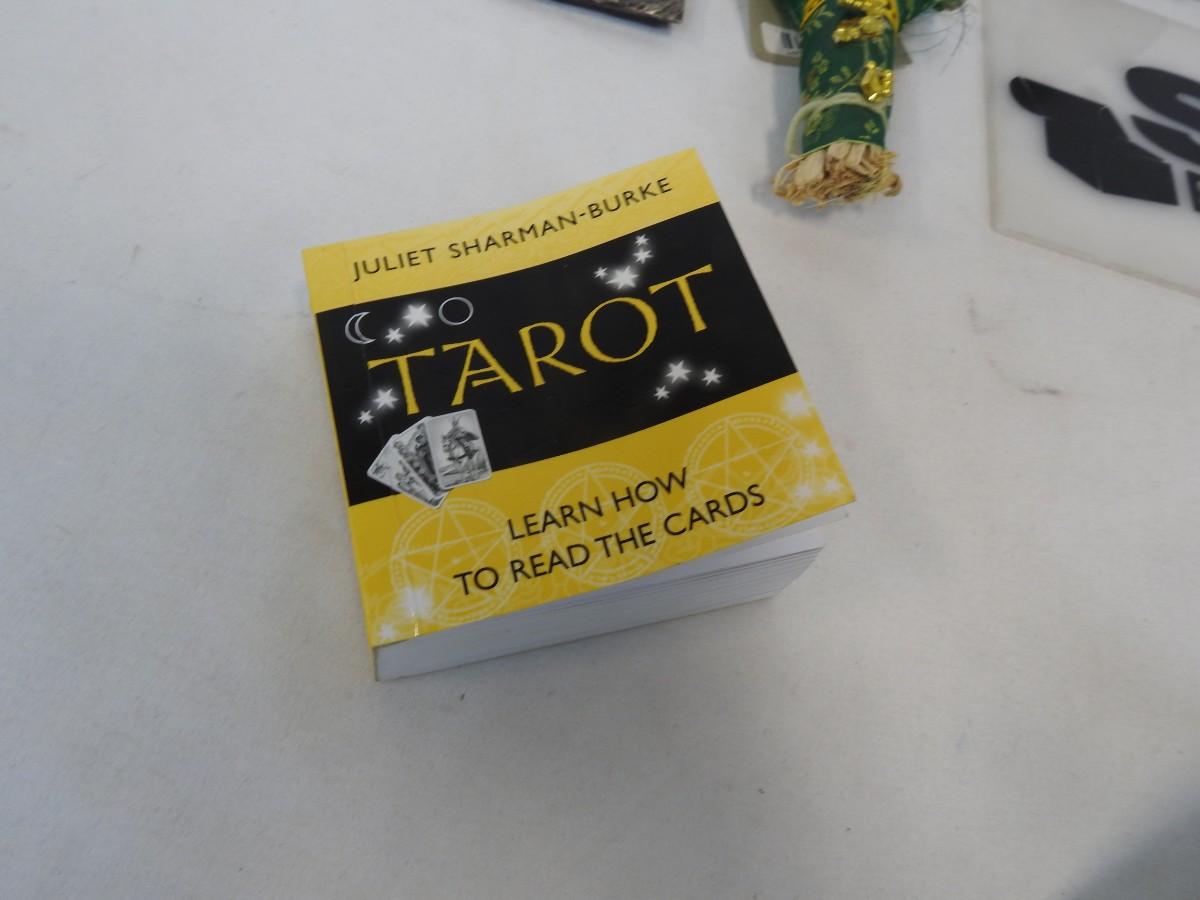 JULIET SHARMAN-BURKE
TAROT
LEARN HOW
TO READ THE CARDS